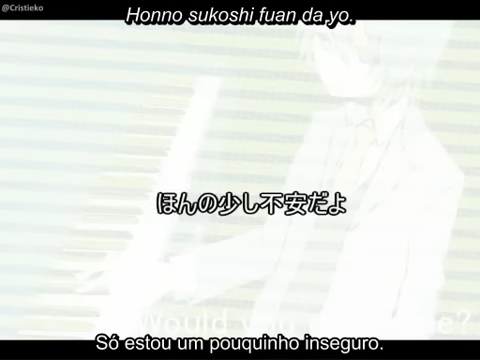 @Cristieko
Honno sukoshi fuan da yo.
ほんの少し不安だよ
Would
Só estou um pouquinho inseguro.